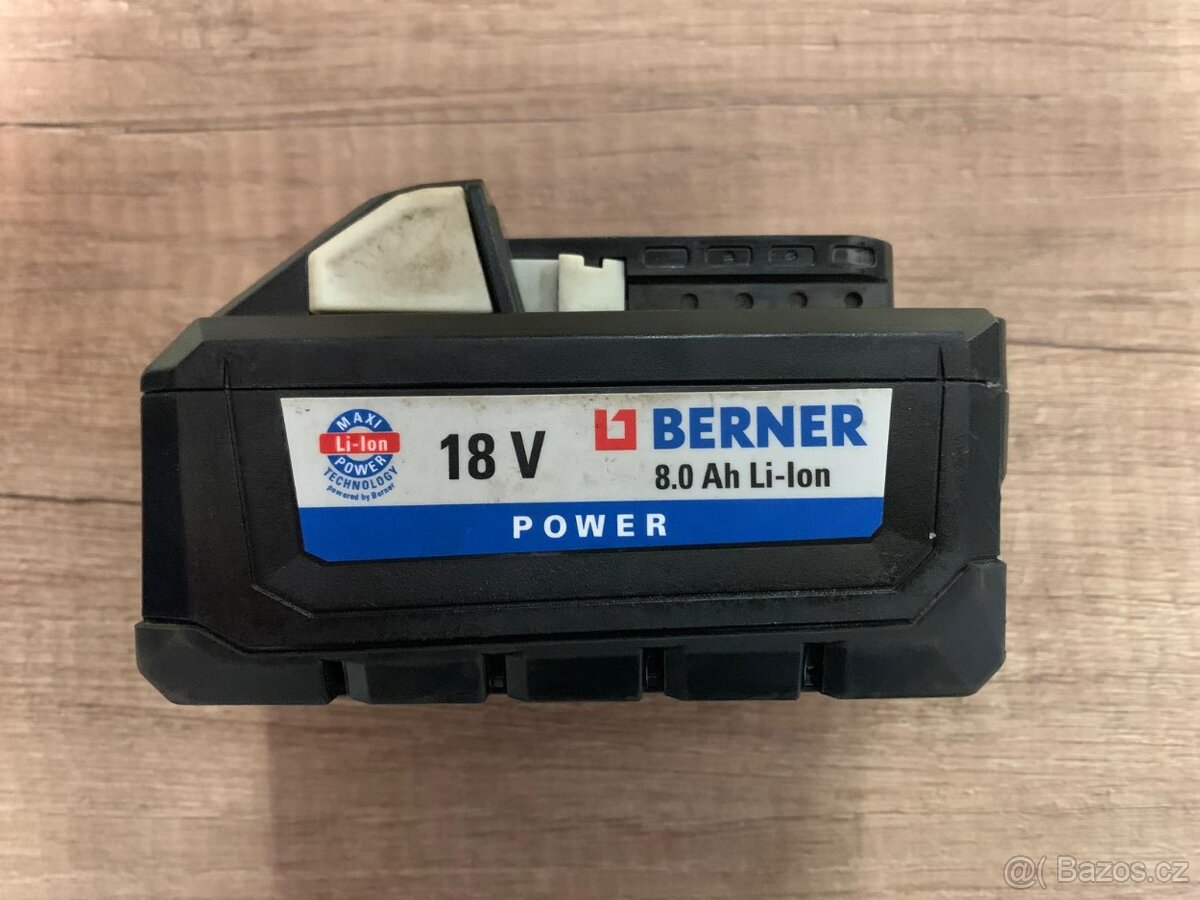 MAXI
Li-Ion
POWER
TECHNOLOGY
powered by Berner
18 V
BERNER
8.0 Ah Li-Ion
POWER
@( Bazos.cz